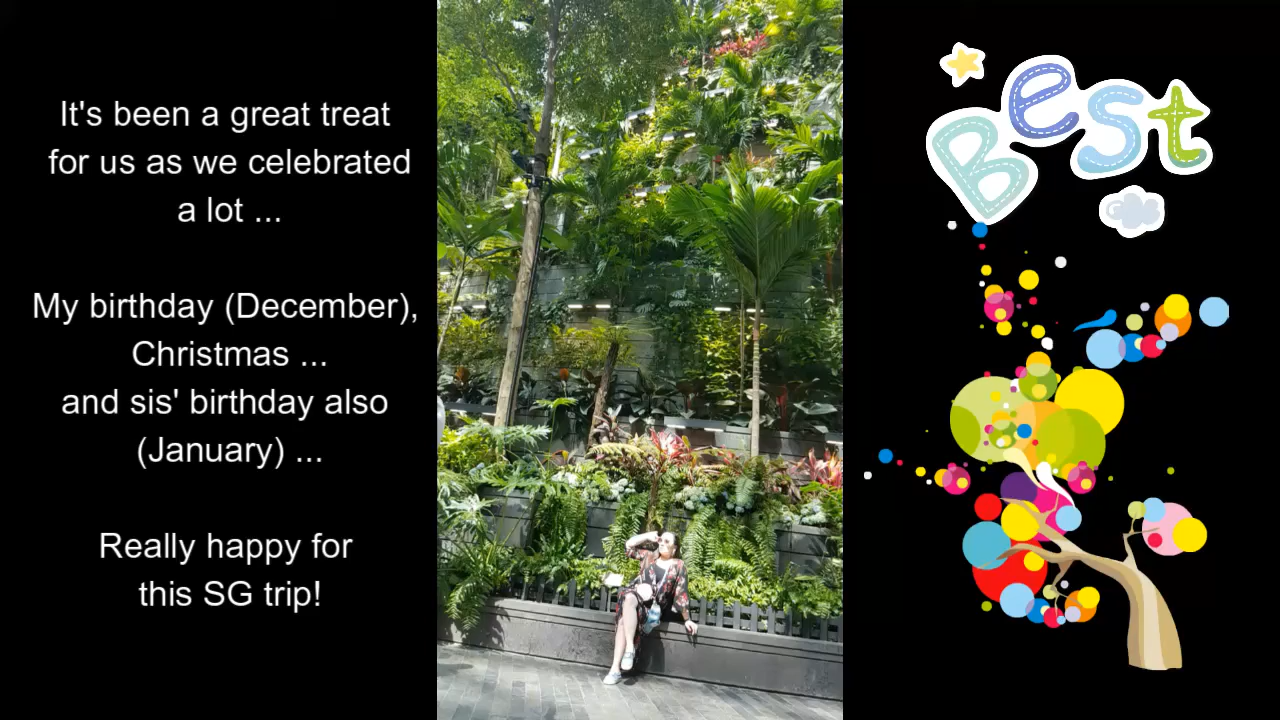 It's been a great treat
for us as we celebrated
a lot ...
My birthday (December),
Christmas ...
and sis' birthday also
(January) ...
Really happy for
this SG trip!
Best